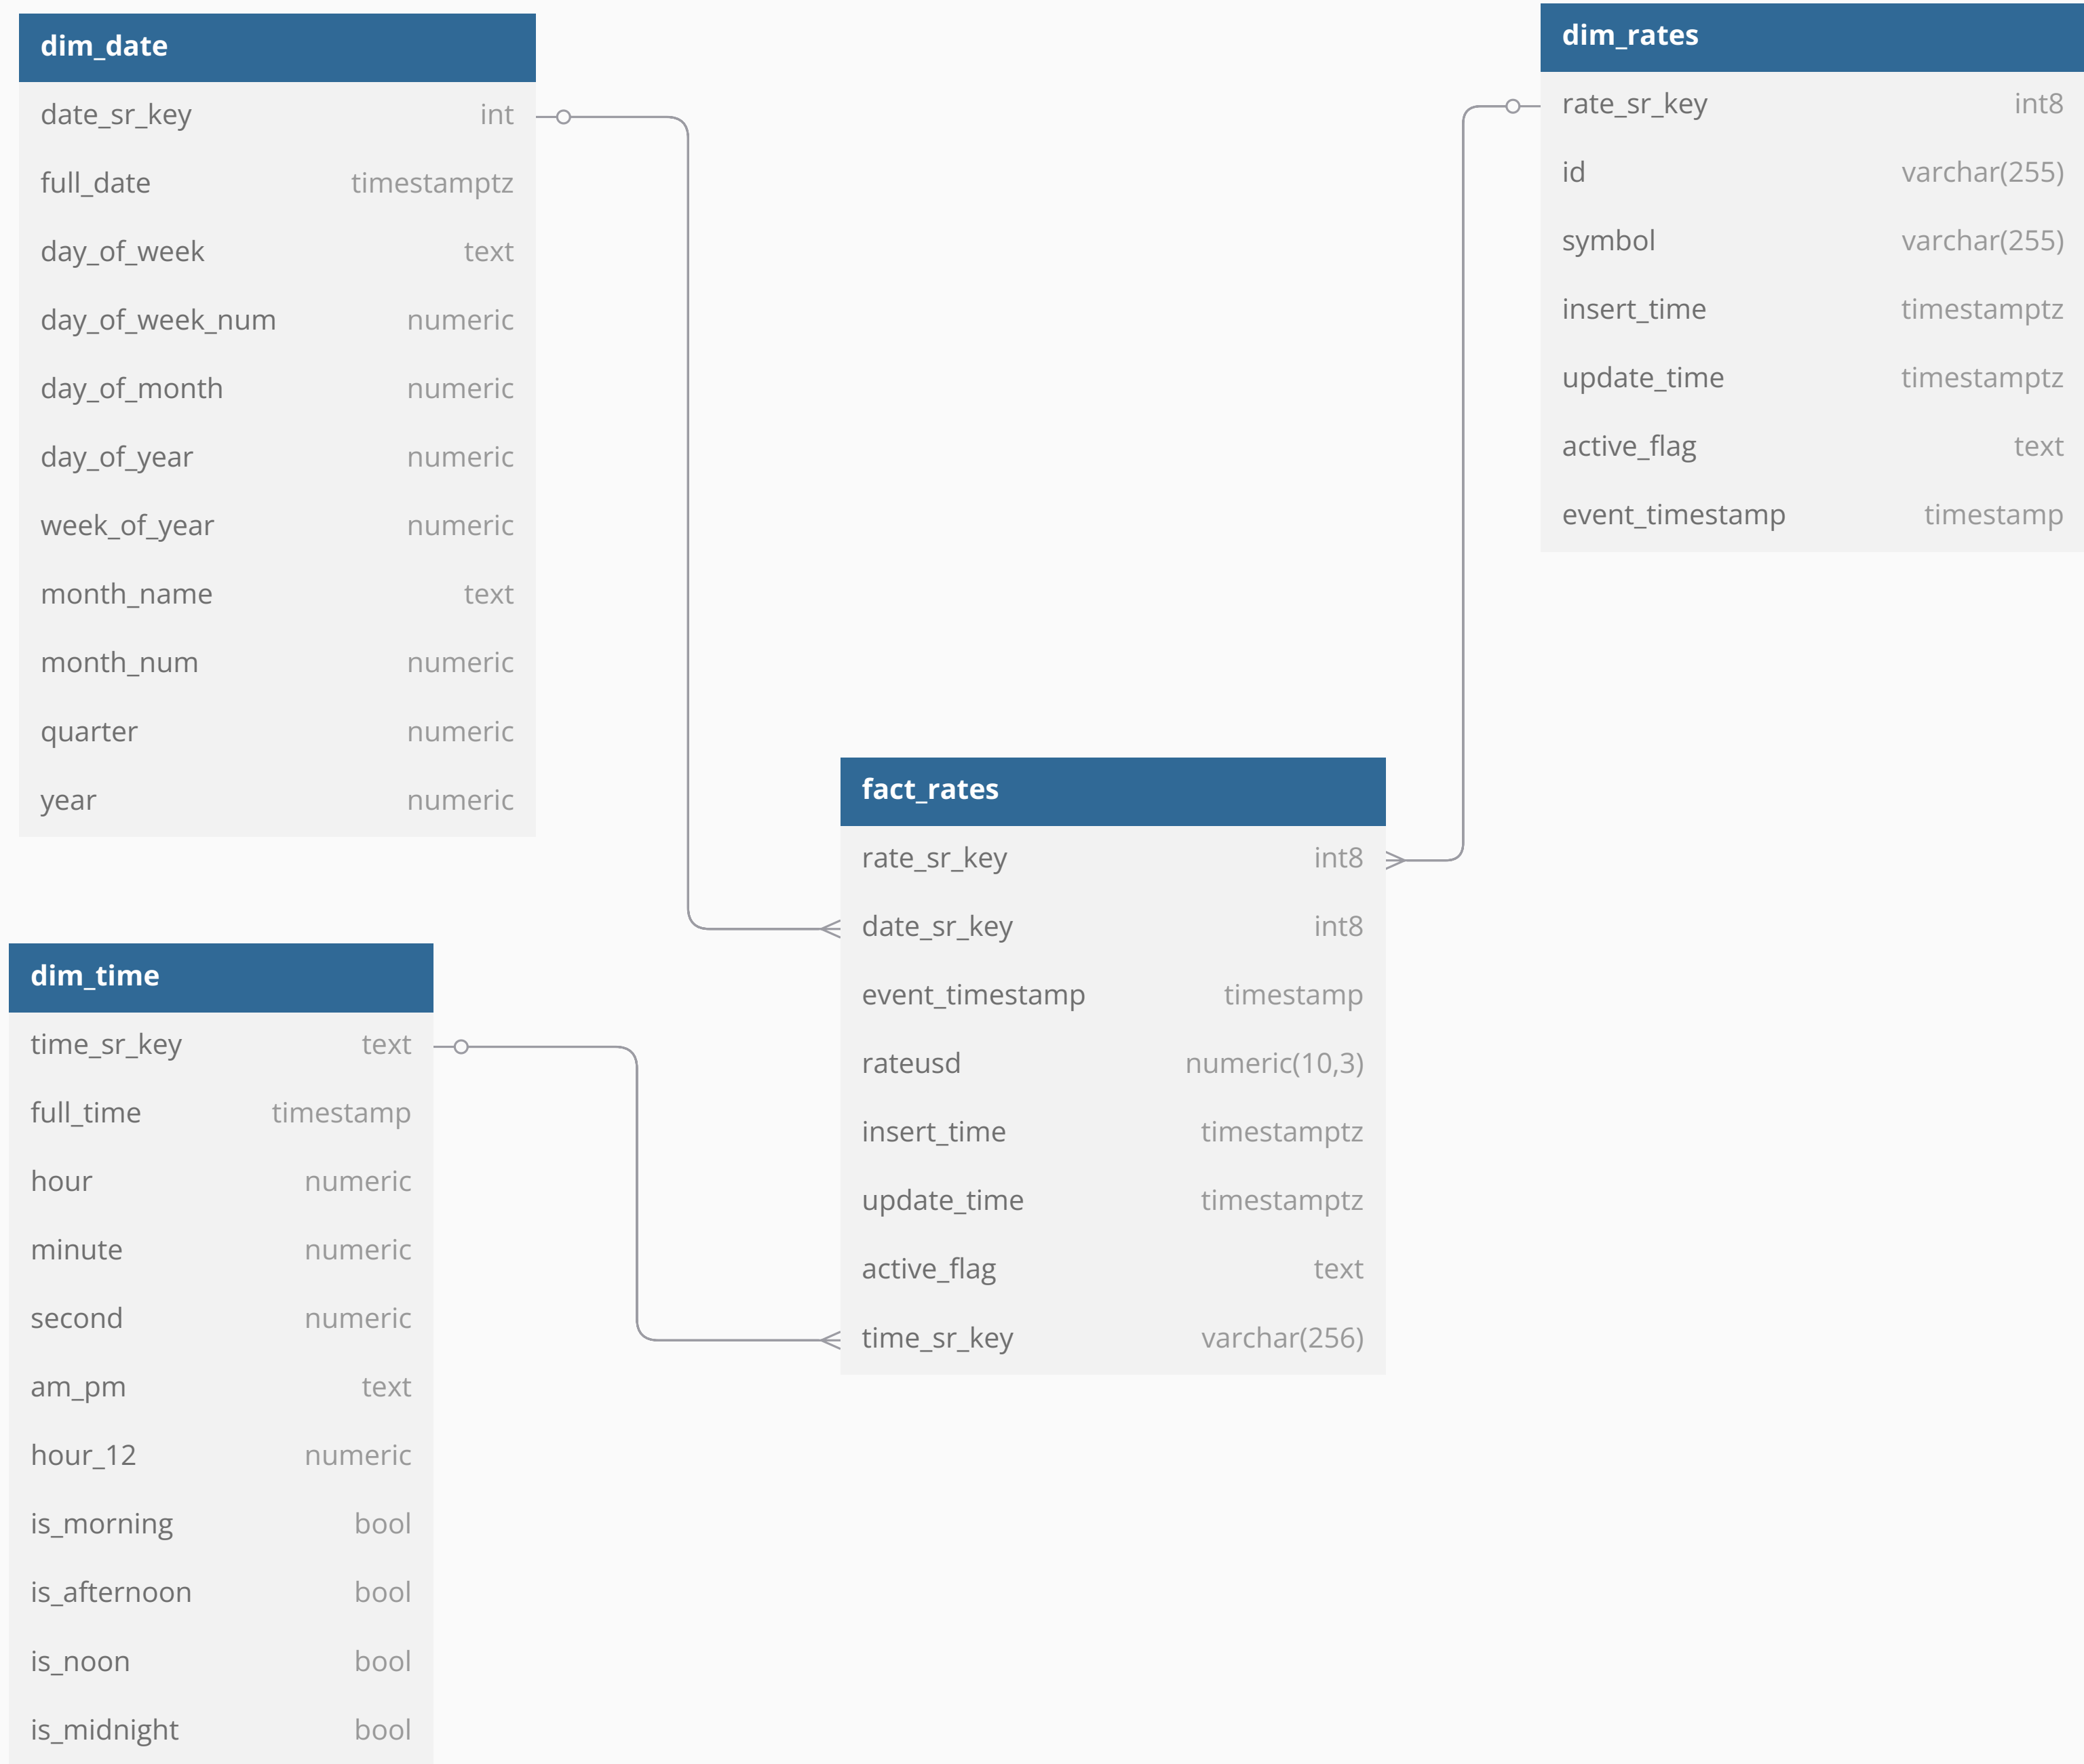 dim_date
date_sr_key int
full_date timestamptz
day_of_week text
day_of_week_num numeric
day_of_month numeric
day_of_year numeric
week_of_year numeric
month_name text
month_num numeric
quarter numeric
year numeric
dim_rates
rate_sr_key int8
id varchar(255)
symbol varchar(255)
insert_time timestamptz
update_time timestamptz
active_flag text
event_timestamp timestamp
fact_rates
rate_sr_key int8
date_sr_key int8
event_timestamp timestamp
rateusd numeric(10,3)
insert_time timestamptz
update_time timestamptz
active_flag text
time_sr_key varchar(256)
dim_time
time_sr_key text
full_time timestamp
hour numeric
minute numeric
second numeric
am_pm text
hour_12 numeric
is_morning bool
is_afternoon bool
is_noon bool
is_midnight bool